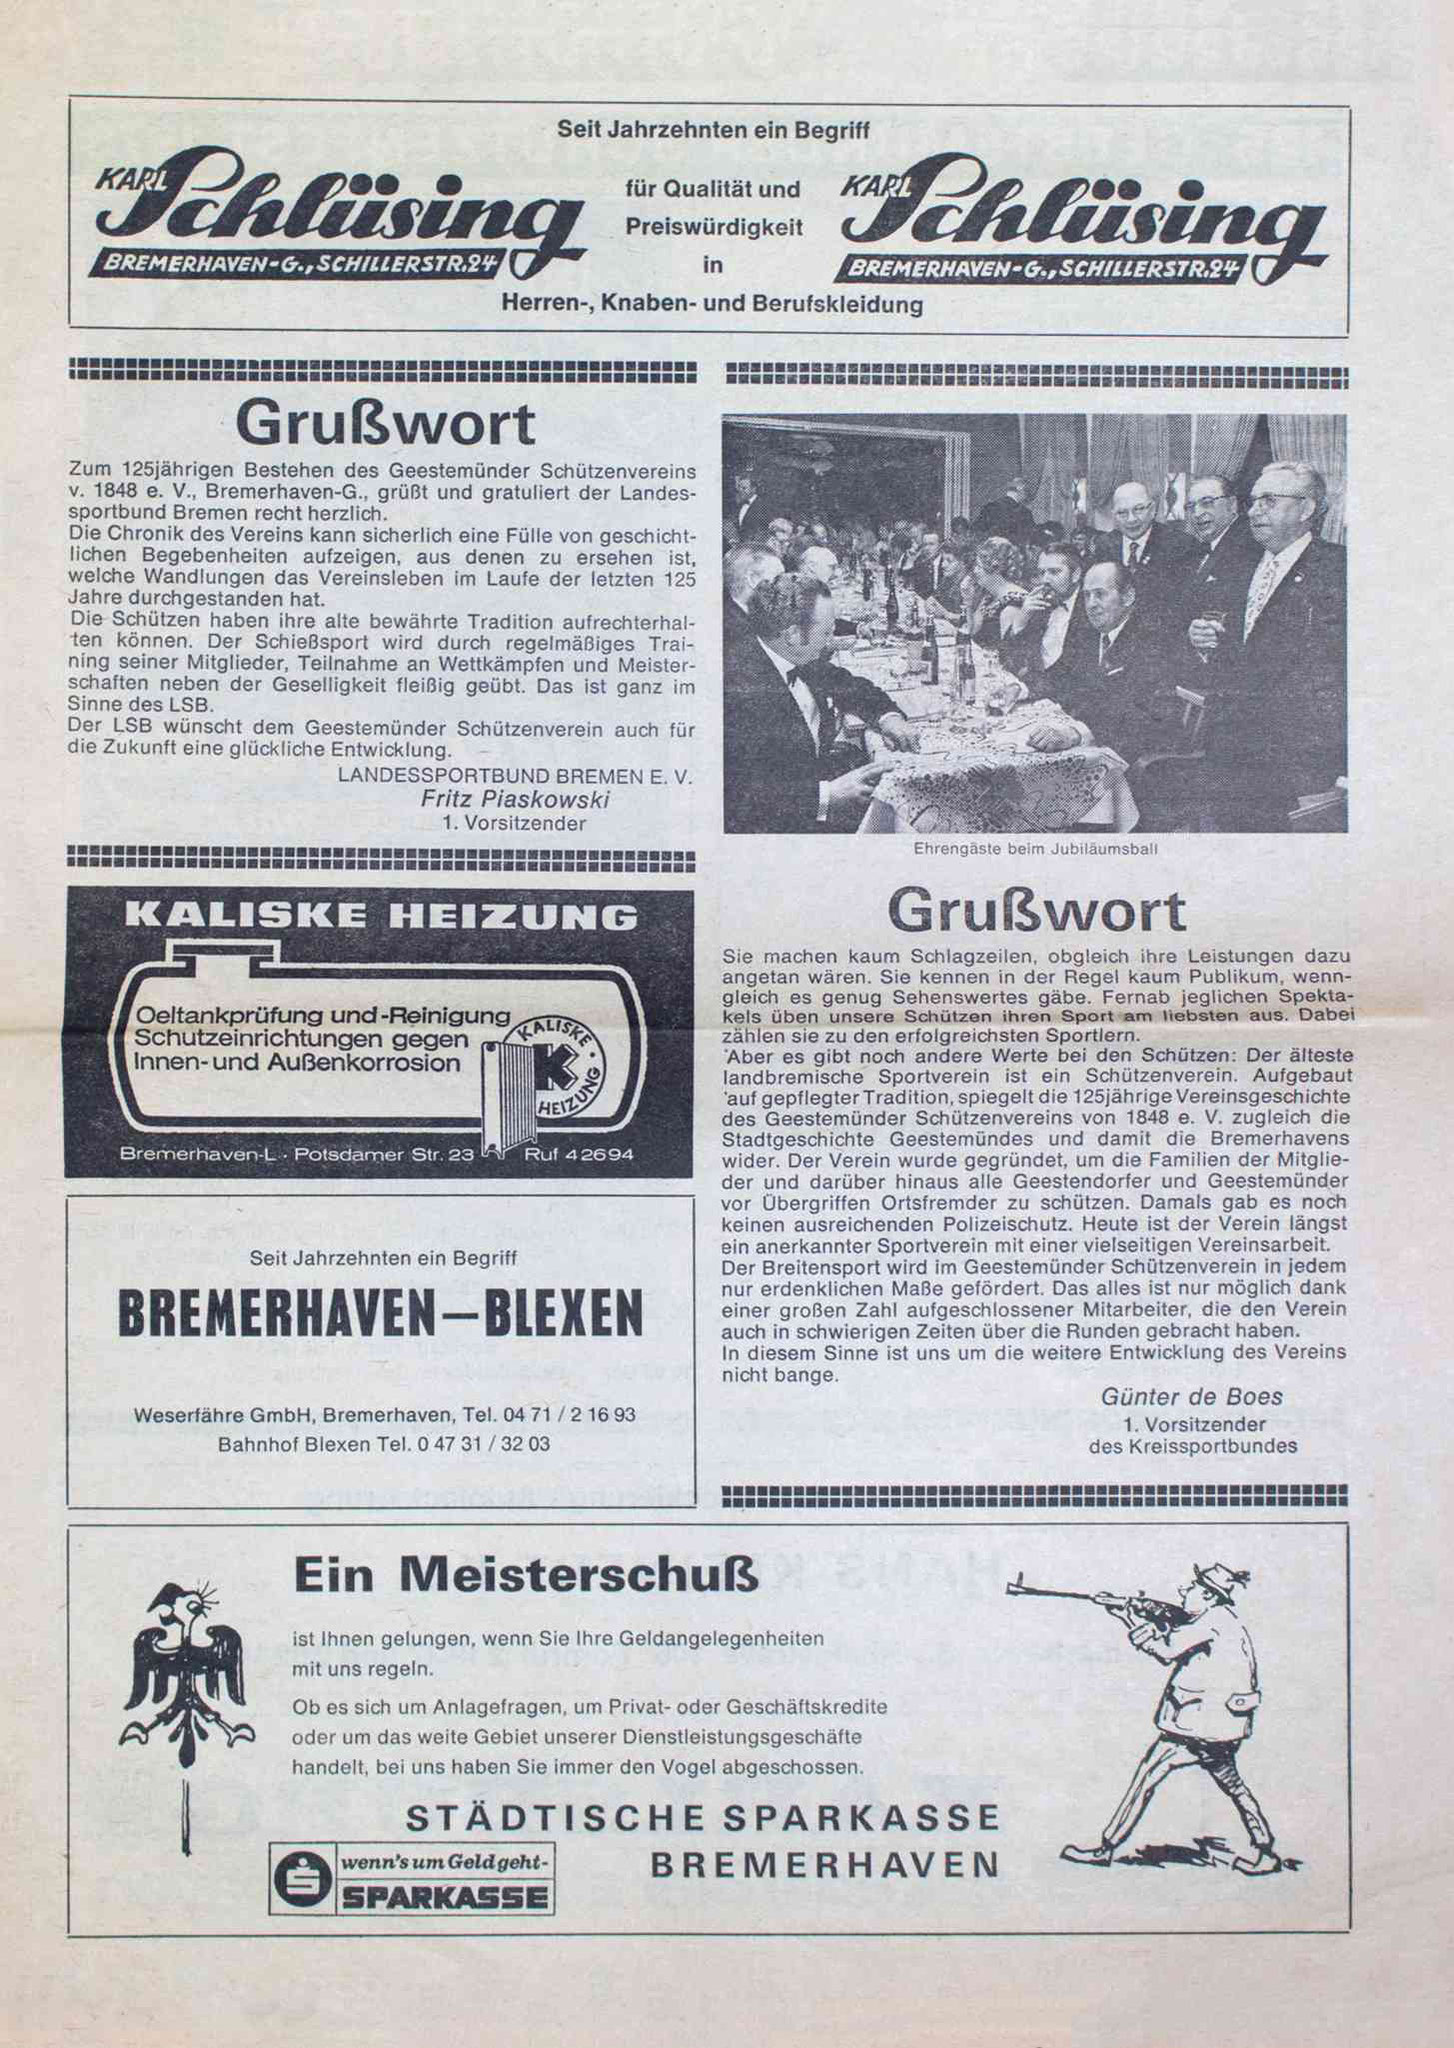 Seit Jahrzehnten ein Begriff
KARL Schlüsing
BREMERHAVEN-G., SCHILLERSTR. 24
für Qualität und
Preiswürdigkeit
in
KARL Schlüsing
BREMERHAVEN-G., SCHILLERSTR. 24
Herren-, Knaben- und Berufskleidung
Grußwort
Zum 125jährigen Bestehen des Geestemünder Schützenvereins
v. 1848 e. V., Bremerhaven-G., grüßt und gratuliert der Landes-
sportbund Bremen recht herzlich.
Die Chronik des Vereins kann sicherlich eine Fülle von geschicht-
lichen Begebenheiten aufzeigen, aus denen zu ersehen ist,
welche Wandlungen das Vereinsleben im Laufe der letzten 125
Jahre durchgestanden hat.
Die Schützen haben ihre alte bewährte Tradition aufrechterhal-
ten können. Der Schießsport wird durch regelmäßiges Trai-
ning seiner Mitglieder, Teilnahme an Wettkämpfen und Meister-
schaften neben der Geselligkeit fleißig geübt. Das ist ganz im
Sinne des LSB.
Der LSB wünscht dem Geestemünder Schützenverein auch für
die Zukunft eine glückliche Entwicklung.
LANDESSPORTBUND BREMEN E. V.
Fritz Piaskowski
1. Vorsitzender
KALISKE HEIZUNG
Oeltankprüfung und -Reinigung
Schutzeinrichtungen gegen
Innen- und Außenkorrosion
KALISKE · K HEIZUNG
Bremerhaven-L · Potsdamer Str. 23 Ruf 42694
Seit Jahrzehnten ein Begriff
BREMERHAVEN—BLEXEN
Weserfähre GmbH, Bremerhaven, Tel. 04 71 / 2 16 93
Bahnhof Blexen Tel. 0 47 31 / 32 03
Ehrengäste beim Jubiläumsball
Grußwort
Sie machen kaum Schlagzeilen, obgleich ihre Leistungen dazu
angetan wären. Sie kennen in der Regel kaum Publikum, wenn-
gleich es genug Sehenswertes gäbe. Fernab jeglichen Spekta-
kels üben unsere Schützen ihren Sport am liebsten aus. Dabei
zählen sie zu den erfolgreichsten Sportlern.
Aber es gibt noch andere Werte bei den Schützen: Der älteste
landbremische Sportverein ist ein Schützenverein. Aufgebaut
auf gepflegter Tradition, spiegelt die 125jährige Vereinsgeschichte
des Geestemünder Schützenvereins von 1848 e. V. zugleich die
Stadtgeschichte Geestemündes und damit die Bremerhavens
wider. Der Verein wurde gegründet, um die Familien der Mitglie-
der und darüber hinaus alle Geestendorfer und Geestemünder
vor Übergriffen Ortsfremder zu schützen. Damals gab es noch
keinen ausreichenden Polizeischutz. Heute ist der Verein längst
ein anerkannter Sportverein mit einer vielseitigen Vereinsarbeit.
Der Breitensport wird im Geestemünder Schützenverein in jedem
nur erdenklichen Maße gefördert. Das alles ist nur möglich dank
einer großen Zahl aufgeschlossener Mitarbeiter, die den Verein
auch in schwierigen Zeiten über die Runden gebracht haben.
In diesem Sinne ist uns um die weitere Entwicklung des Vereins
nicht bange.
Günter de Boes
1. Vorsitzender
des Kreissportbundes
Ein Meisterschuß
ist Ihnen gelungen, wenn Sie Ihre Geldangelegenheiten
mit uns regeln.
Ob es sich um Anlagefragen, um Privat- oder Geschäftskredite
oder um das weite Gebiet unserer Dienstleistungsgeschäfte
handelt, bei uns haben Sie immer den Vogel abgeschossen.
STÄDTISCHE SPARKASSE
BREMERHAVEN
wenn's um Geld geht-
SPARKASSE